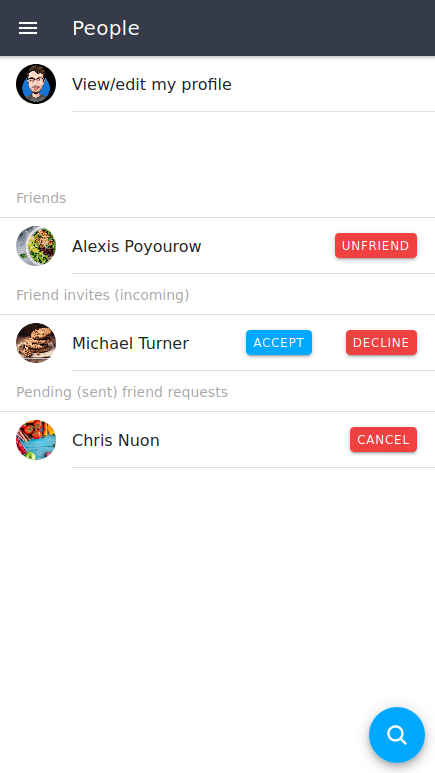 People
View/edit my profile
Friends
Alexis Poyourow UNFRIEND
Friend invites (incoming)
Michael Turner ACCEPT DECLINE
Pending (sent) friend requests
Chris Nuon CANCEL